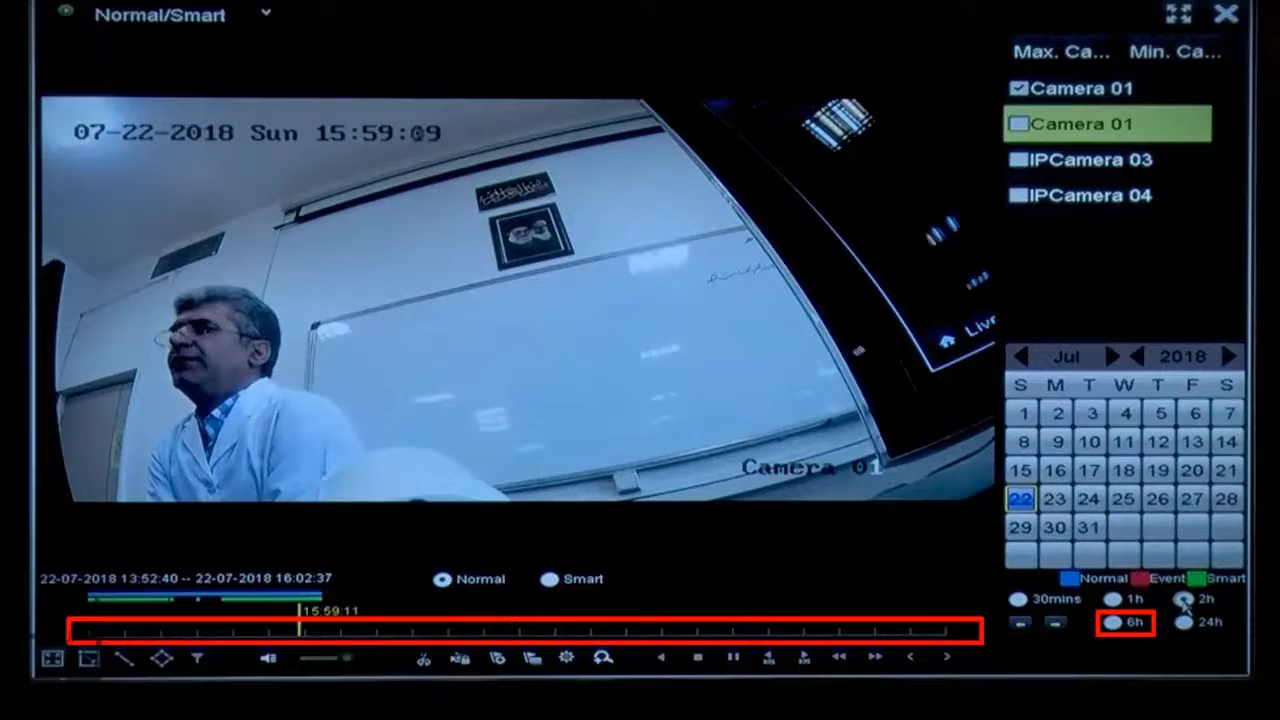 Normal/Smart
Max. Ca... Min. Ca...
Camera 01
Camera 01
IPCamera 03
IPCamera 04
07-22-2018 Sun 15:59:09
Camera 01
Jul 2018
S M T W T F S
1 2 3 4 5 6 7
8 9 10 11 12 13 14
15 16 17 18 19 20 21
22 23 24 25 26 27 28
29 30 31
Normal Event Smart
30mins 1h 2h
6h 24h
22-07-2018 13:52:40 -- 22-07-2018 16:02:37
Normal Smart
15:59:11